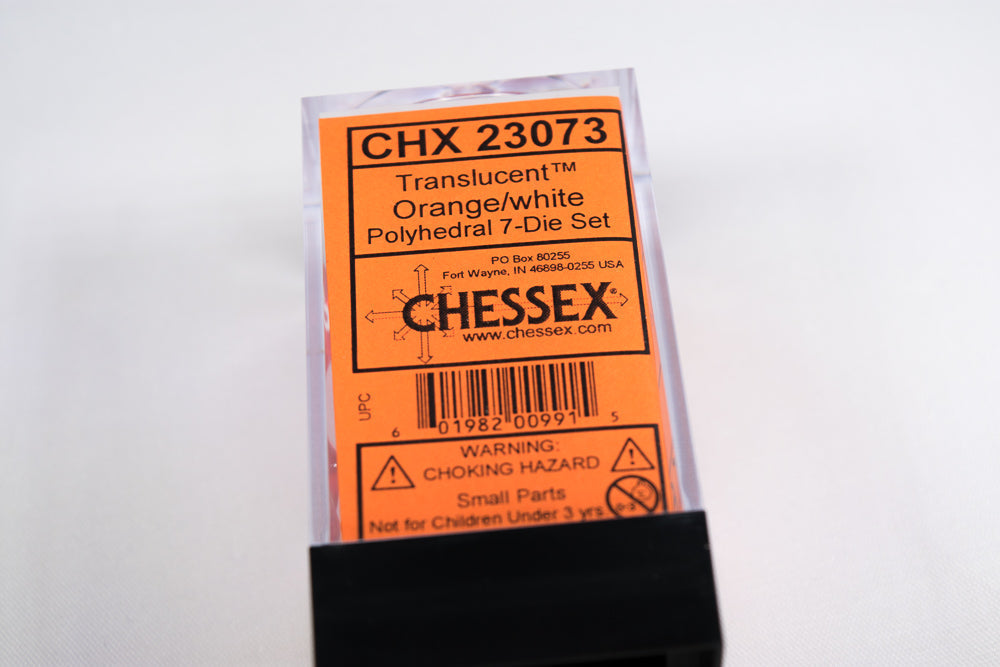 CHX 23073
Translucent™
Orange/white
Polyhedral 7-Die Set
PO Box 80255
Fort Wayne, IN 46898-0255 USA
CHESSEX®
www.chessex.com
UPC
6 01982 00991 5
WARNING:
CHOKING HAZARD
Small Parts
Not for Children Under 3 yrs.